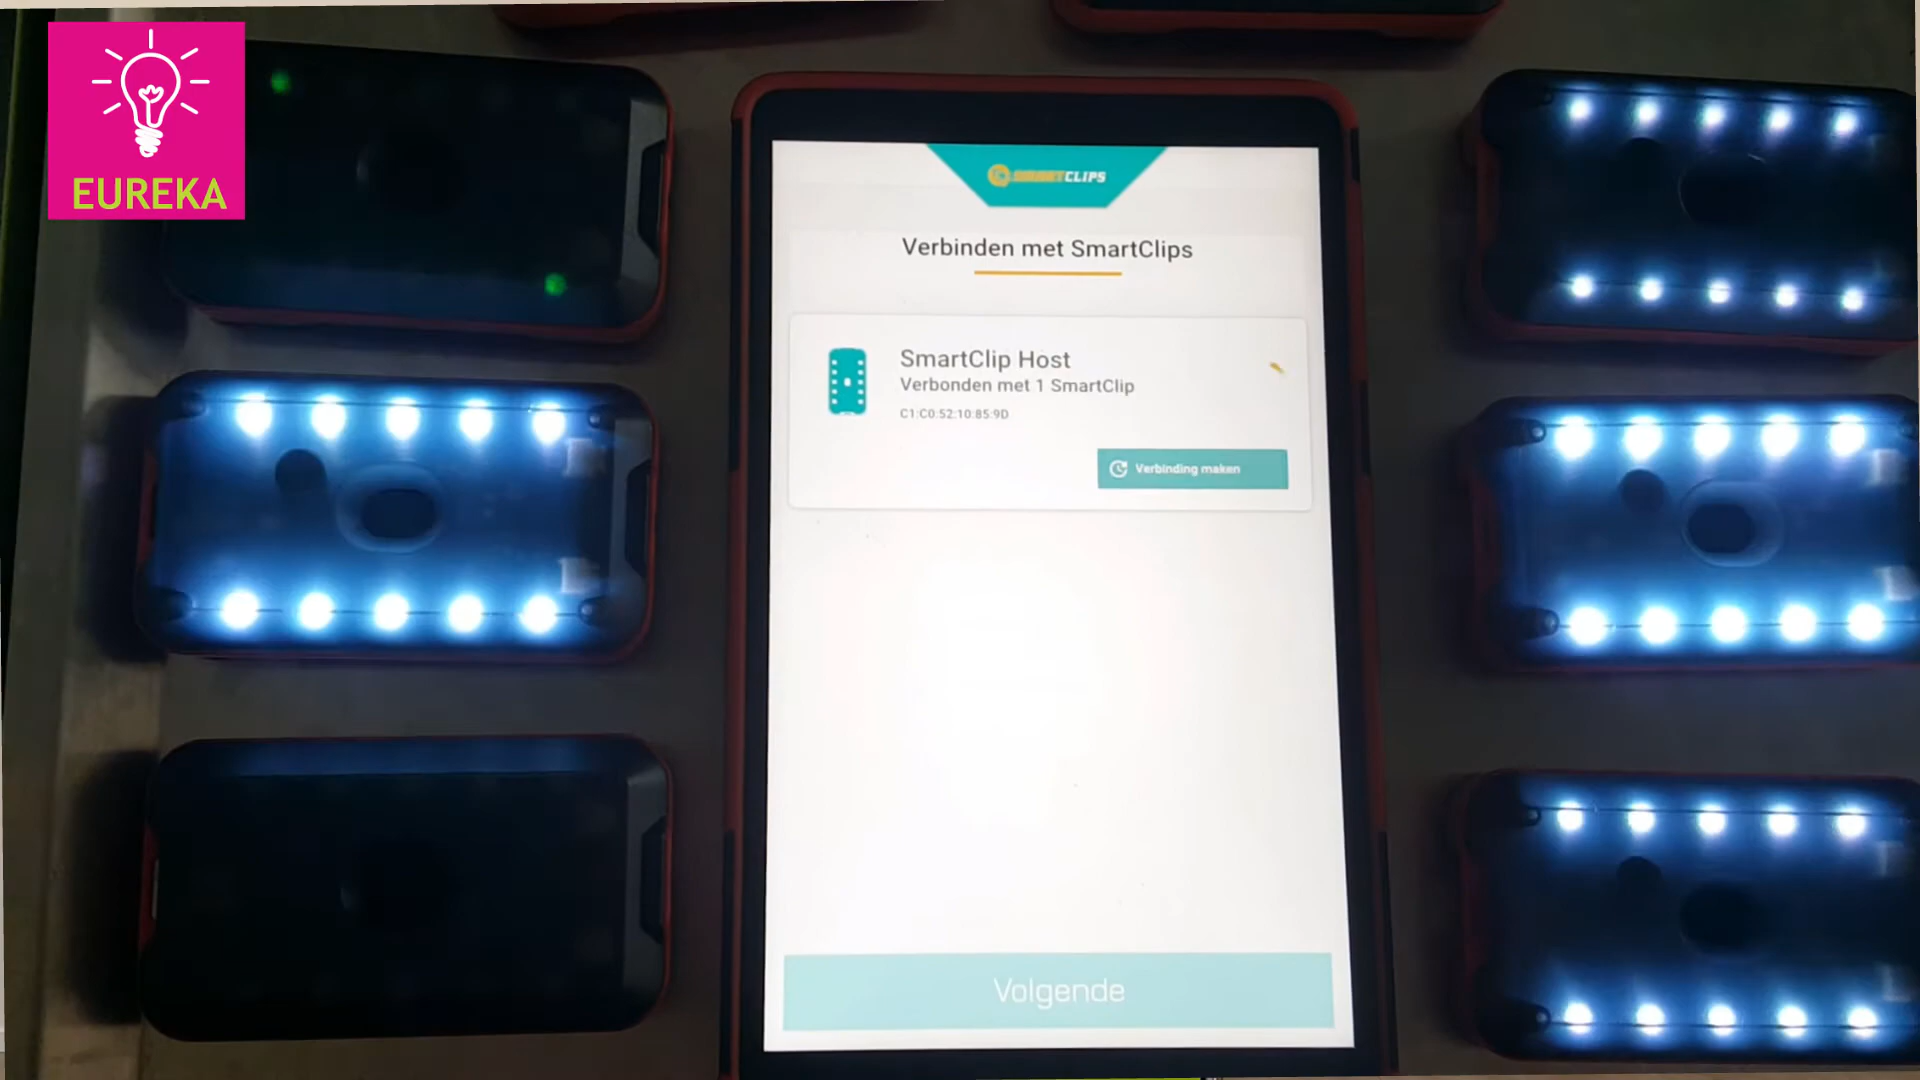 EUREKA
SMARTCLIPS
Verbinden met SmartClips
SmartClip Host
Verbonden met 1 SmartClip
C1:C0:52:10:85:9D
Verbinding maken
Volgende